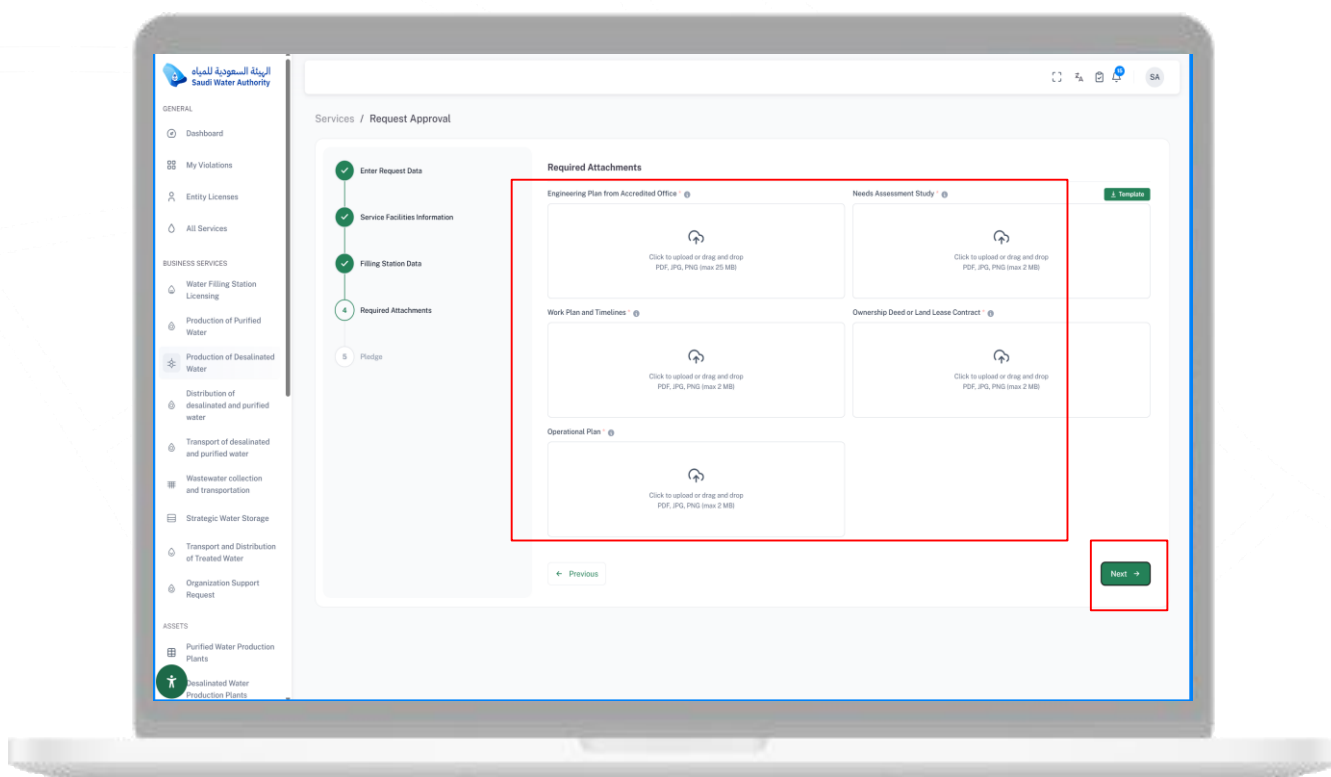 الهيئة السعودية للمياه
Saudi Water Authority
SA
GENERAL
Dashboard
My Violations
Entity Licenses
All Services
BUSINESS SERVICES
Water Filling Station
Licensing
Production of Purified
Water
Production of Desalinated
Water
Distribution of
desalinated and purified
water
Transport of desalinated
and purified water
Wastewater collection
and transportation
Strategic Water Storage
Transport and Distribution
of Treated Water
Organization Support
Request
ASSETS
Purified Water Production
Plants
Desalinated Water
Production Plants
Services / Request Approval
Enter Request Data
Service Facilities Information
Filling Station Data
4 Required Attachments
5 Pledge
Required Attachments
Engineering Plan from Accredited Office *
Click to upload or drag and drop
PDF, JPG, PNG (max 25 MB)
Needs Assessment Study *
Template
Click to upload or drag and drop
PDF, JPG, PNG (max 2 MB)
Work Plan and Timelines *
Click to upload or drag and drop
PDF, JPG, PNG (max 2 MB)
Ownership Deed or Land Lease Contract *
Click to upload or drag and drop
PDF, JPG, PNG (max 2 MB)
Operational Plan *
Click to upload or drag and drop
PDF, JPG, PNG (max 2 MB)
← Previous
Next →